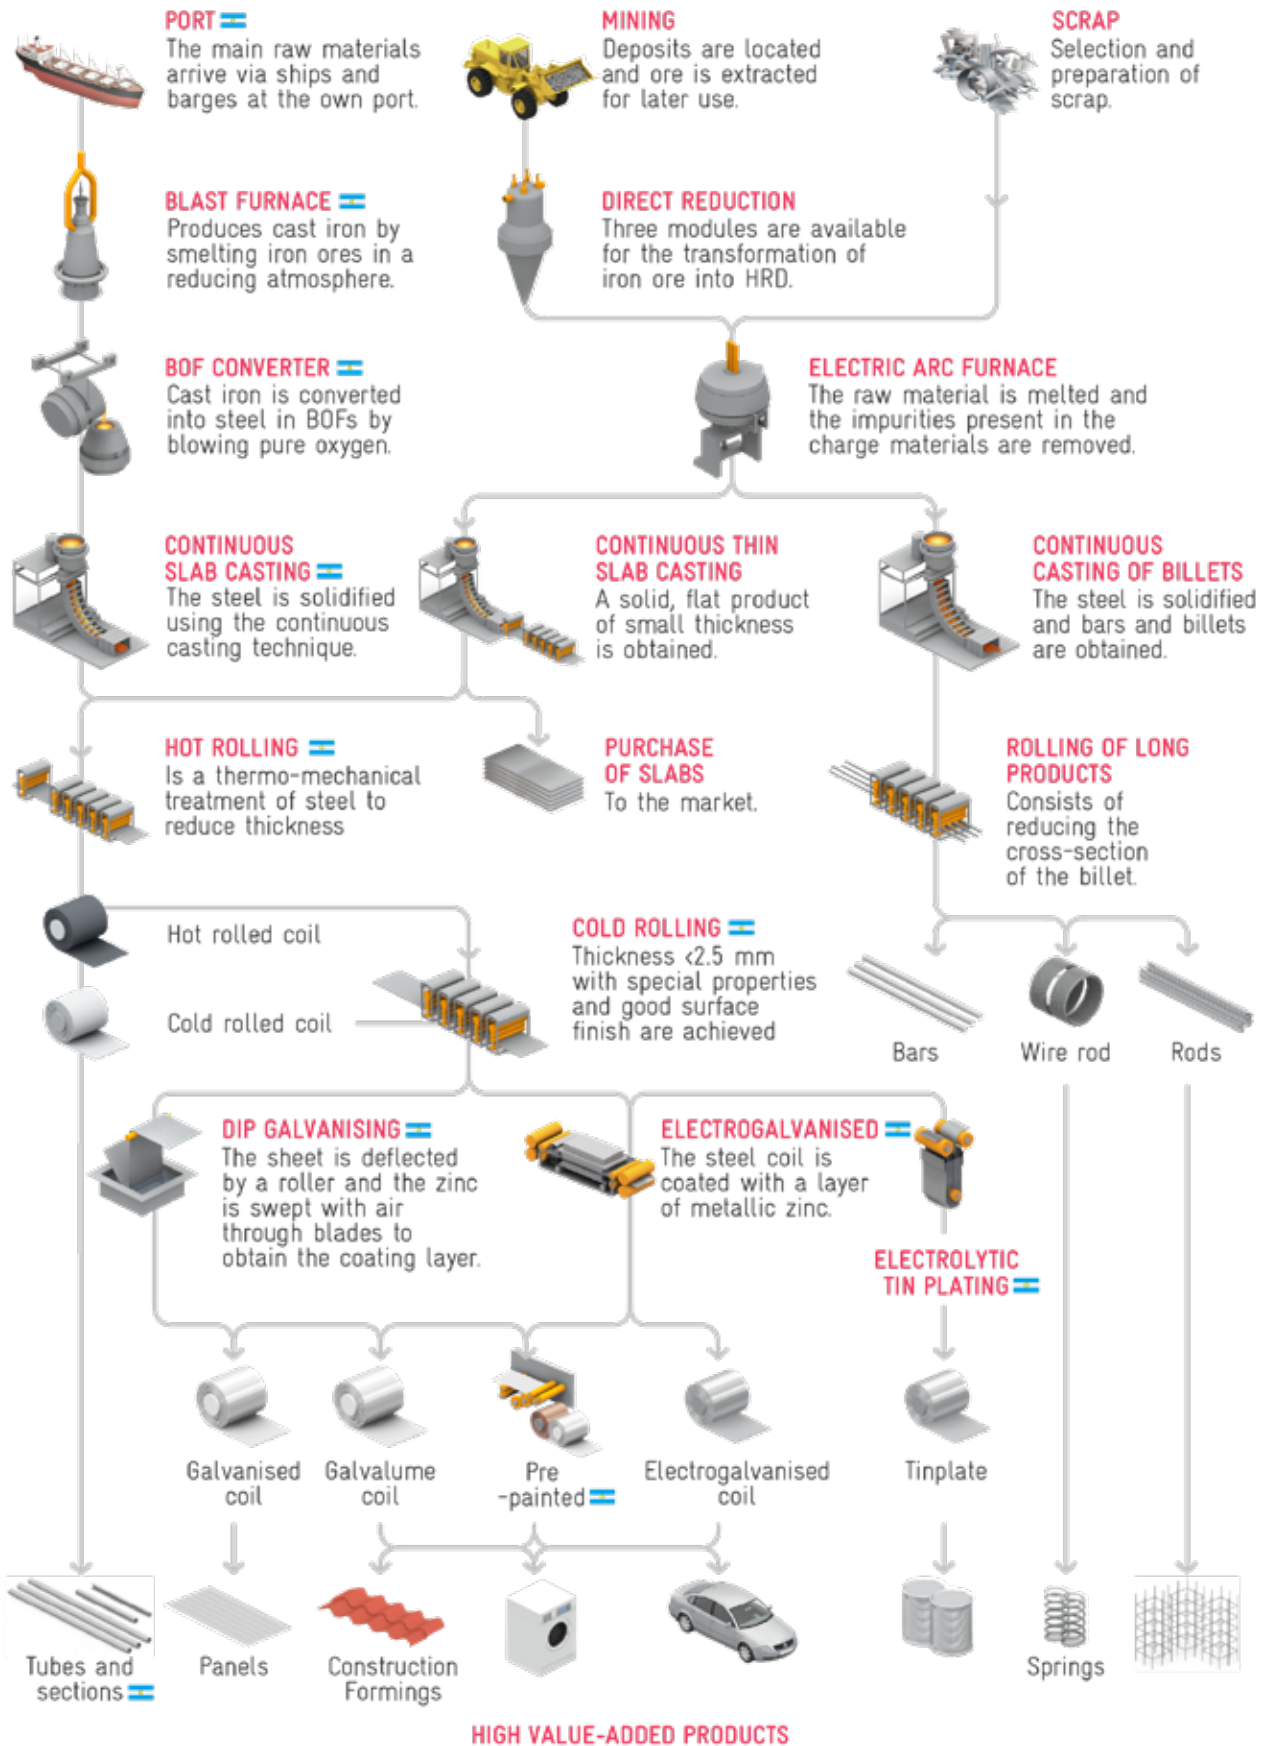 PORT
The main raw materials
arrive via ships and
barges at the own port.
MINING
Deposits are located
and ore is extracted
for later use.
SCRAP
Selection and
preparation of
scrap.
BLAST FURNACE
Produces cast iron by
smelting iron ores in a
reducing atmosphere.
DIRECT REDUCTION
Three modules are available
for the transformation of
iron ore into HRD.
BOF CONVERTER
Cast iron is converted
into steel in BOFs by
blowing pure oxygen.
ELECTRIC ARC FURNACE
The raw material is melted and
the impurities present in the
charge materials are removed.
CONTINUOUS
SLAB CASTING
The steel is solidified
using the continuous
casting technique.
CONTINUOUS THIN
SLAB CASTING
A solid, flat product
of small thickness
is obtained.
CONTINUOUS
CASTING OF BILLETS
The steel is solidified
and bars and billets
are obtained.
HOT ROLLING
Is a thermo-mechanical
treatment of steel to
reduce thickness
PURCHASE
OF SLABS
To the market.
ROLLING OF LONG
PRODUCTS
Consists of
reducing the
cross-section
of the billet.
Hot rolled coil
Cold rolled coil
COLD ROLLING
Thickness <2.5 mm
with special properties
and good surface
finish are achieved
Bars
Wire rod
Rods
DIP GALVANISING
The sheet is deflected
by a roller and the zinc
is swept with air
through blades to
obtain the coating layer.
ELECTROGALVANISED
The steel coil is
coated with a layer
of metallic zinc.
ELECTROLYTIC
TIN PLATING
Galvanised
coil
Galvalume
coil
Pre
-painted
Electrogalvanised
coil
Tinplate
Tubes and
sections
Panels
Construction
Formings
Springs
HIGH VALUE-ADDED PRODUCTS